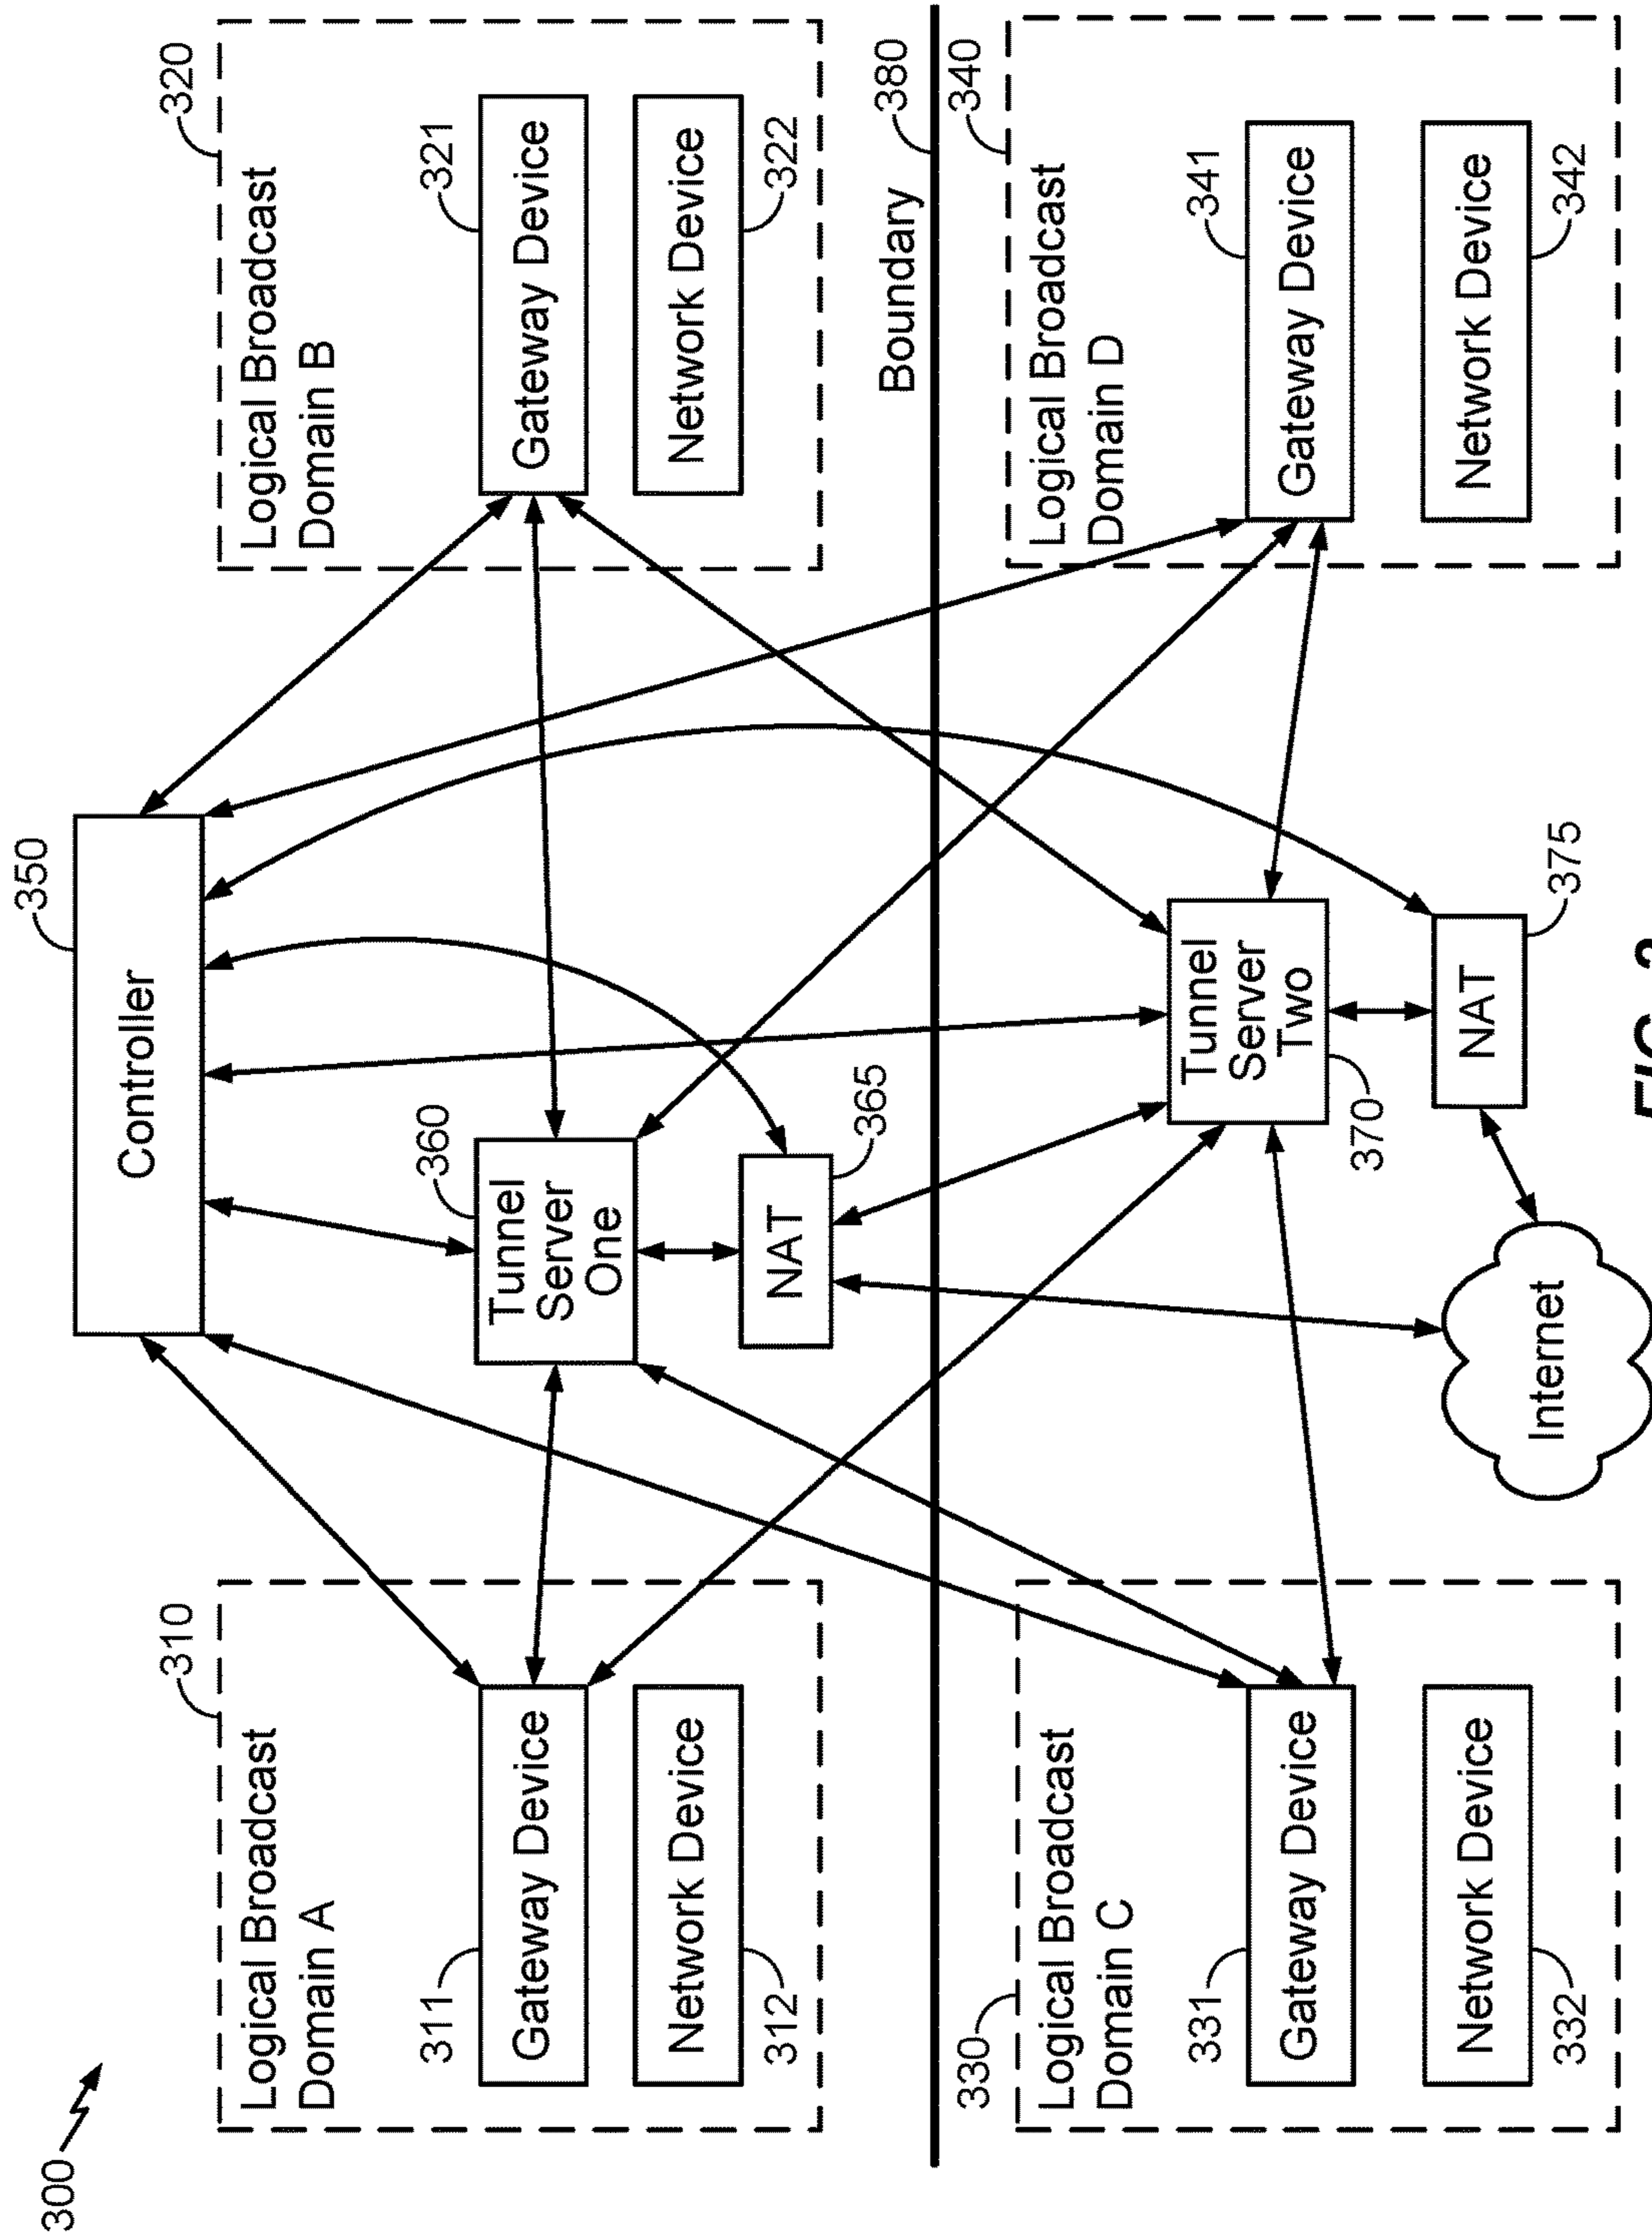 300
350
Controller
310
Logical Broadcast
Domain A
311
Gateway Device
Network Device
312
320
Logical Broadcast
Domain B
321
Gateway Device
Network Device
322
360
Tunnel
Server
One
NAT
365
Boundary
380
330
Logical Broadcast
Domain C
331
Gateway Device
Network Device
332
340
Logical Broadcast
Domain D
341
Gateway Device
Network Device
342
Tunnel
Server
Two
370
NAT
375
Internet